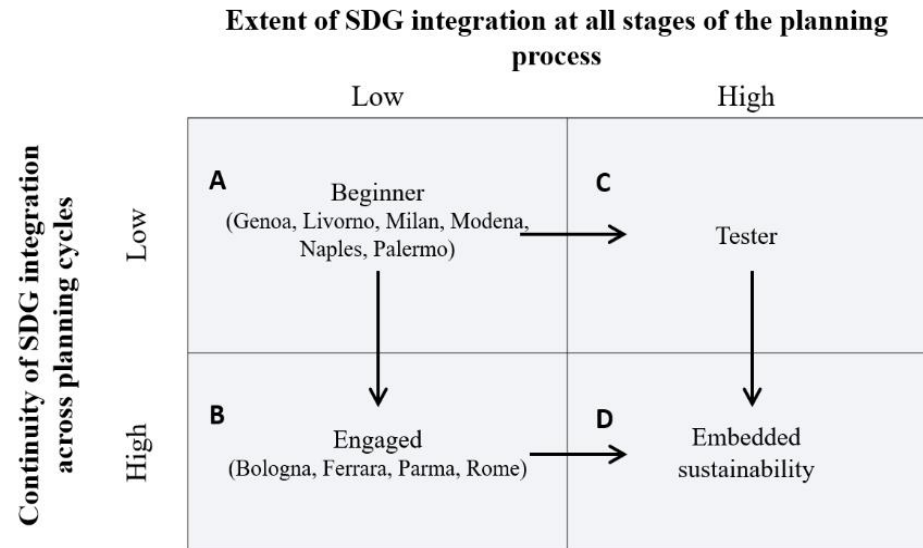 Extent of SDG integration at all stages of the planning
process
Low
High
Continuity of SDG integration
across planning cycles
Low
High
A
Beginner
(Genoa, Livorno, Milan, Modena,
Naples, Palermo)
C
Tester
B
Engaged
(Bologna, Ferrara, Parma, Rome)
D
Embedded
sustainability